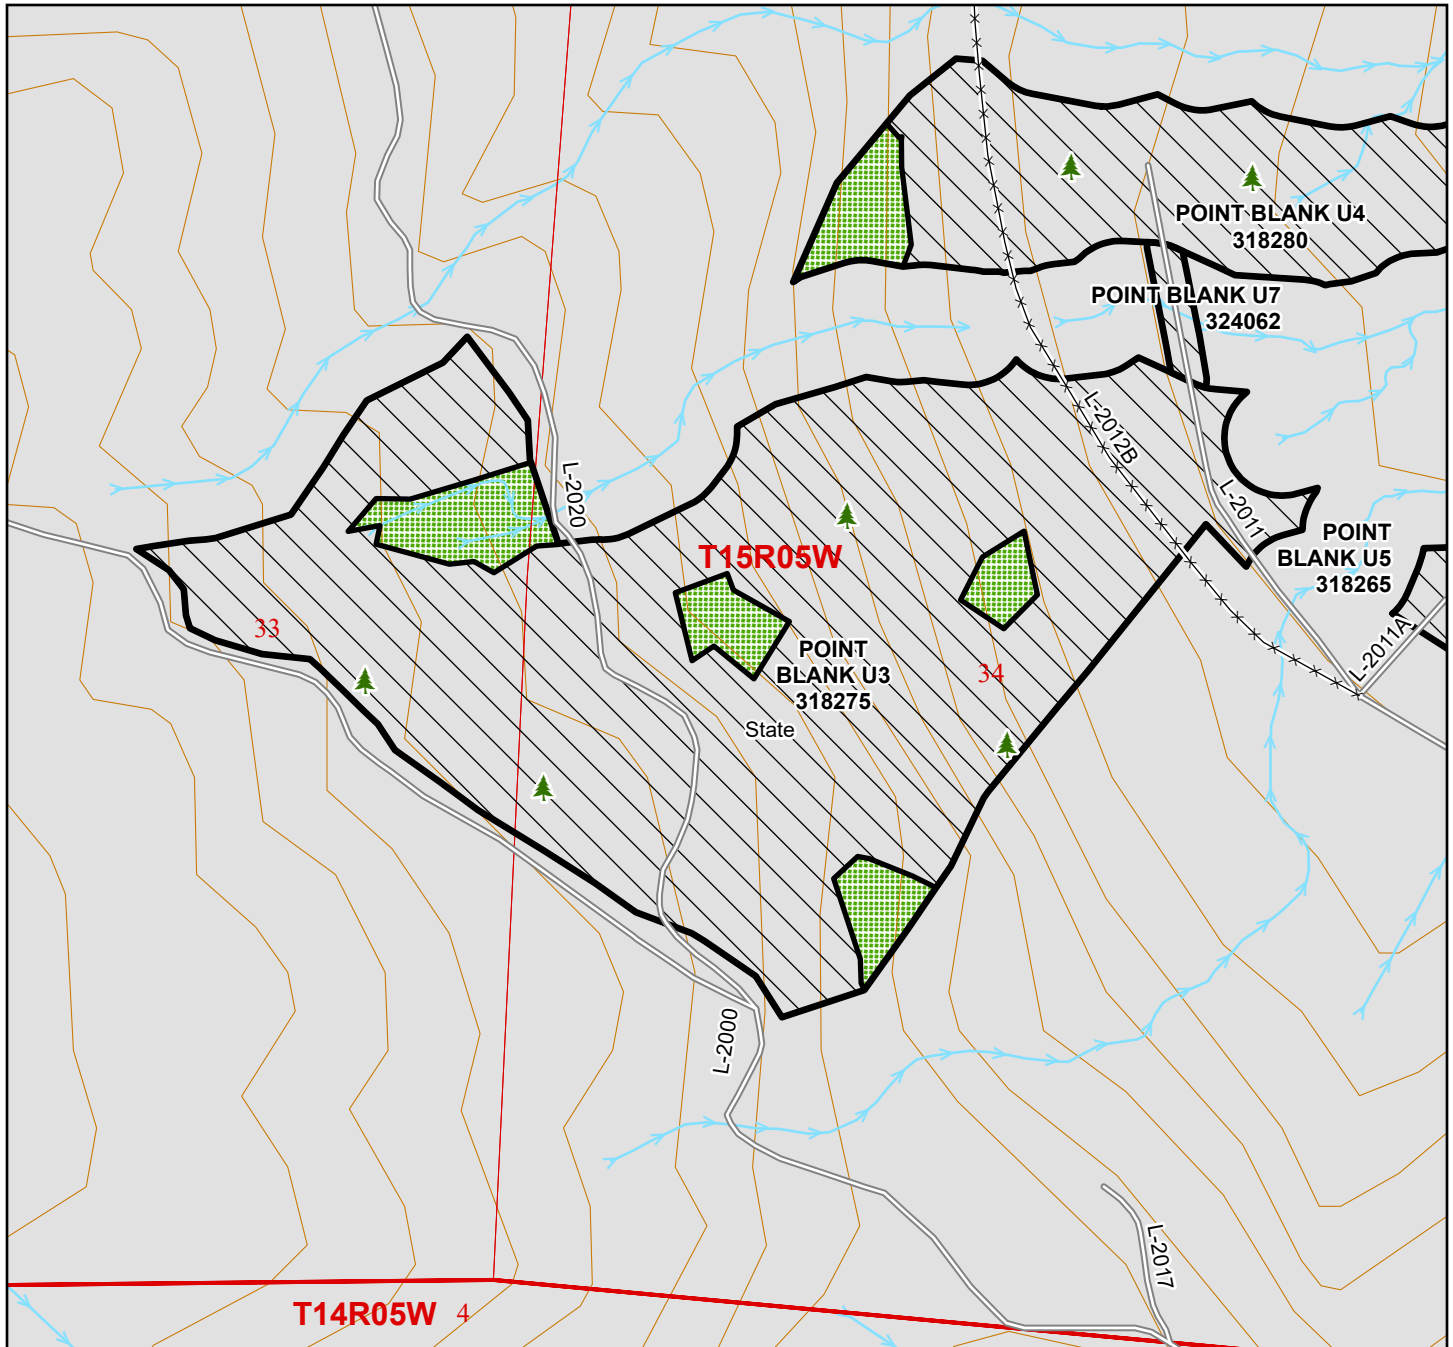 POINT BLANK U4
318280
POINT BLANK U7
324062
L-2012B
L-2020
L-2011
POINT
BLANK U5
318265
T15R05W
33
POINT
BLANK U3
318275
34
L-2011A
State
L-2000
L-2017
T14R05W 4